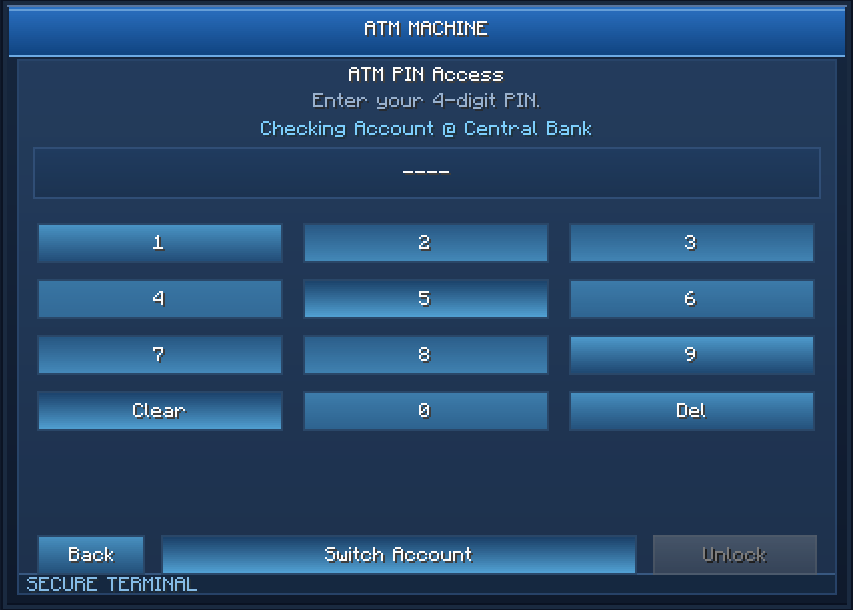 ATM MACHINE
ATM PIN Access
Enter your 4-digit PIN.
Checking Account @ Central Bank
----
1 2 3
4 5 6
7 8 9
Clear 0 Del
Back Switch Account Unlock
SECURE TERMINAL